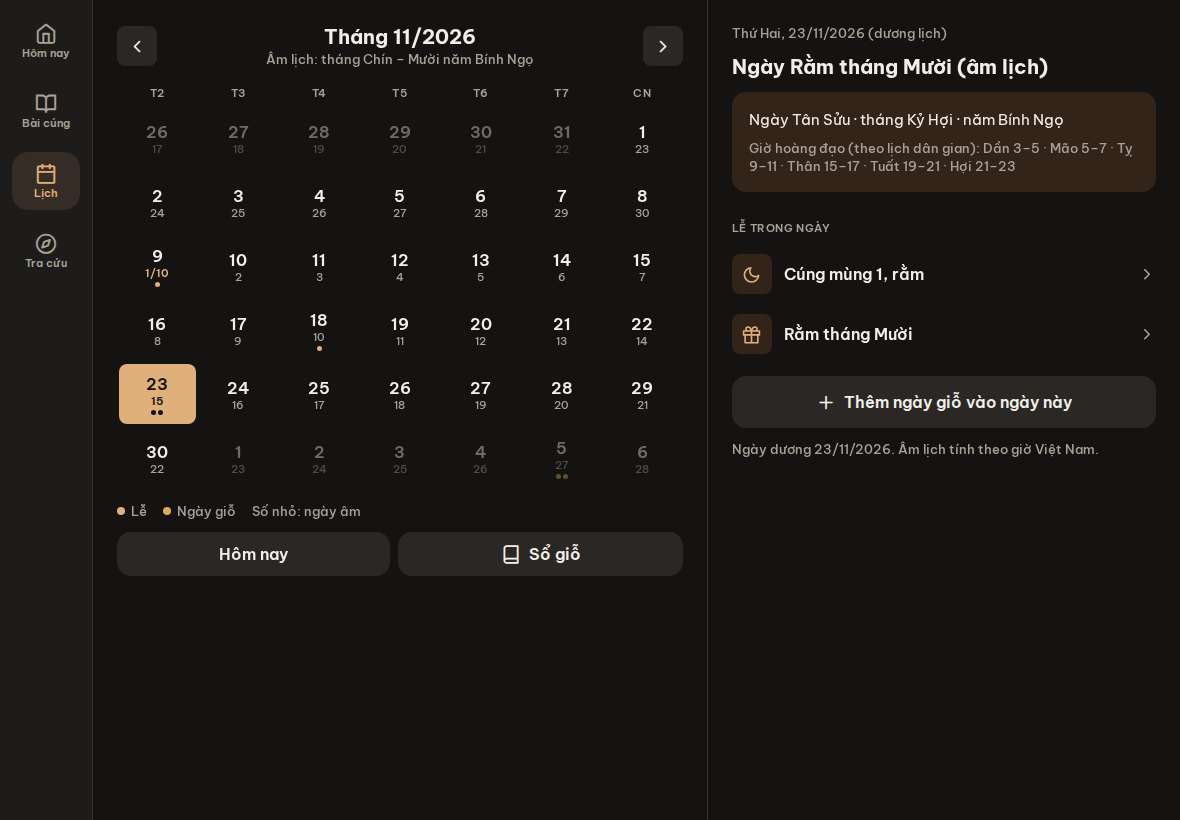 Hôm nay
Bài cúng
Lịch
Tra cứu
Tháng 11/2026
Âm lịch: tháng Chín – Mười năm Bính Ngọ
T2 T3 T4 T5 T6 T7 CN
26 27 28 29 30 31 1
17 18 19 20 21 22 23
2 3 4 5 6 7 8
24 25 26 27 28 29 30
9 10 11 12 13 14 15
1/10 2 3 4 5 6 7
16 17 18 19 20 21 22
8 9 10 11 12 13 14
23 24 25 26 27 28 29
15 16 17 18 19 20 21
30 1 2 3 4 5 6
22 23 24 25 26 27 28
Lễ Ngày giỗ Số nhỏ: ngày âm
Hôm nay Sổ giỗ
Thứ Hai, 23/11/2026 (dương lịch)
Ngày Rằm tháng Mười (âm lịch)
Ngày Tân Sửu · tháng Kỷ Hợi · năm Bính Ngọ
Giờ hoàng đạo (theo lịch dân gian): Dần 3–5 · Mão 5–7 · Tỵ
9–11 · Thân 15–17 · Tuất 19–21 · Hợi 21–23
LỄ TRONG NGÀY
Cúng mùng 1, rằm
Rằm tháng Mười
Thêm ngày giỗ vào ngày này
Ngày dương 23/11/2026. Âm lịch tính theo giờ Việt Nam.